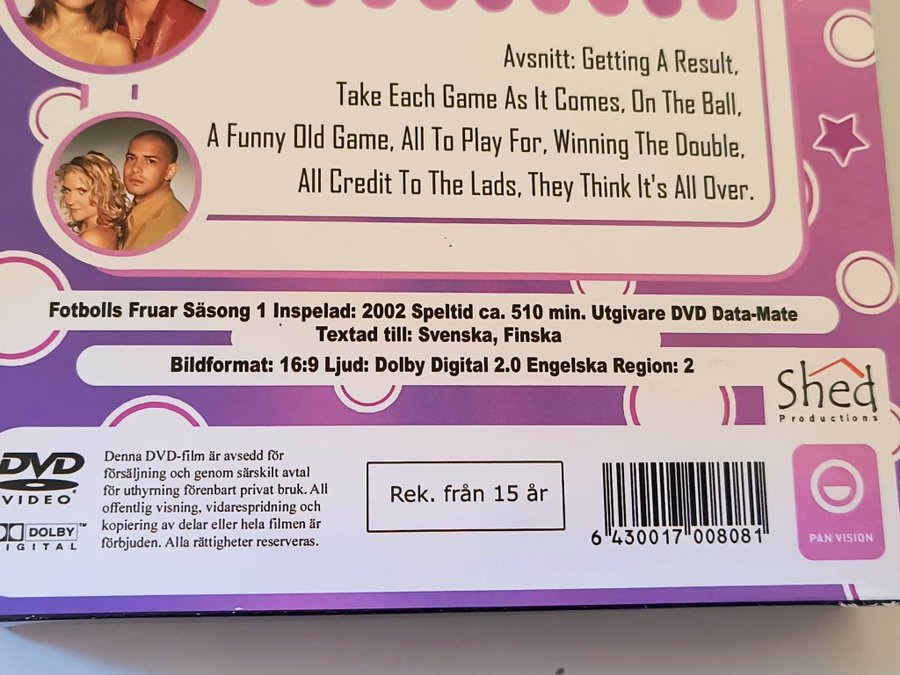 Avsnitt: Getting A Result,
Take Each Game As It Comes, On The Ball,
A Funny Old Game, All To Play For, Winning The Double,
All Credit To The Lads, They Think It's All Over.
Fotbolls Fruar Säsong 1 Inspelad: 2002 Speltid ca. 510 min. Utgivare DVD Data-Mate
Textad till: Svenska, Finska
Bildformat: 16:9 Ljud: Dolby Digital 2.0 Engelska Region: 2
Shed
Productions
DVD
VIDEO
DOLBY
DIGITAL
Denna DVD-film är avsedd för
försäljning och genom särskilt avtal
för uthyrning förenbart privat bruk. All
offentlig visning, vidarespridning och
kopiering av delar eller hela filmen är
förbjuden. Alla rättigheter reserveras.
Rek. från 15 år
6 430017 008081
PAN VISION